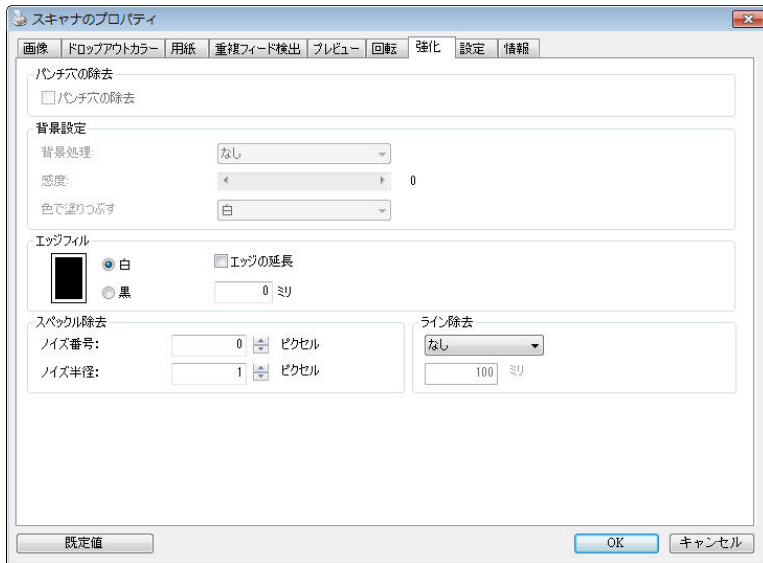 スキャナのプロパティ
画像 ドロップアウトカラー 用紙 重複フィード検出 プレビュー 回転 強化 設定 情報
パンチ穴の除去
パンチ穴の除去
背景設定
背景処理: なし
感度: 0
色で塗りつぶす 白
エッジフィル
白 エッジの延長
黒 0 ミリ
スペックル除去 ライン除去
ノイズ番号: 0 ピクセル なし
ノイズ半径: 1 ピクセル 100 ミリ
既定値 OK キャンセル